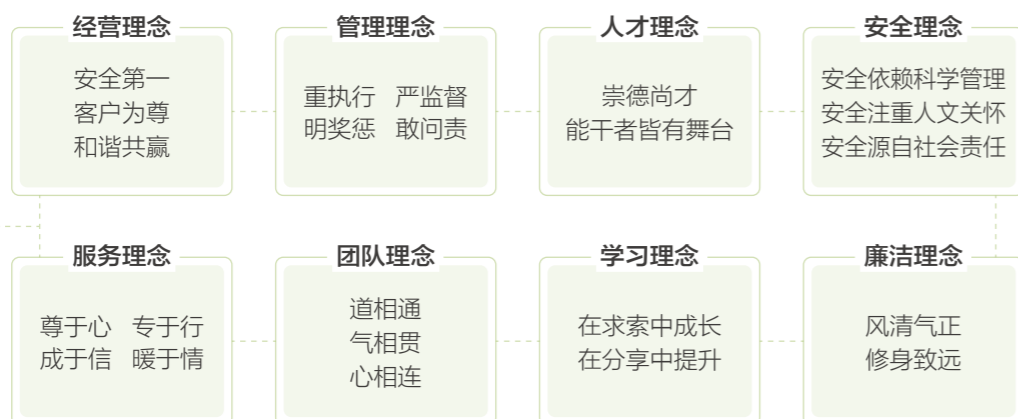 经营理念
安全第一
客户为尊
和谐共赢
管理理念
重执行 严监督
明奖惩 敢问责
人才理念
崇德尚才
能干者皆有舞台
安全理念
安全依赖科学管理
安全注重人文关怀
安全源自社会责任
服务理念
尊于心 专于行
成于信 暖于情
团队理念
道相通
气相贯
心相连
学习理念
在求索中成长
在分享中提升
廉洁理念
风清气正
修身致远